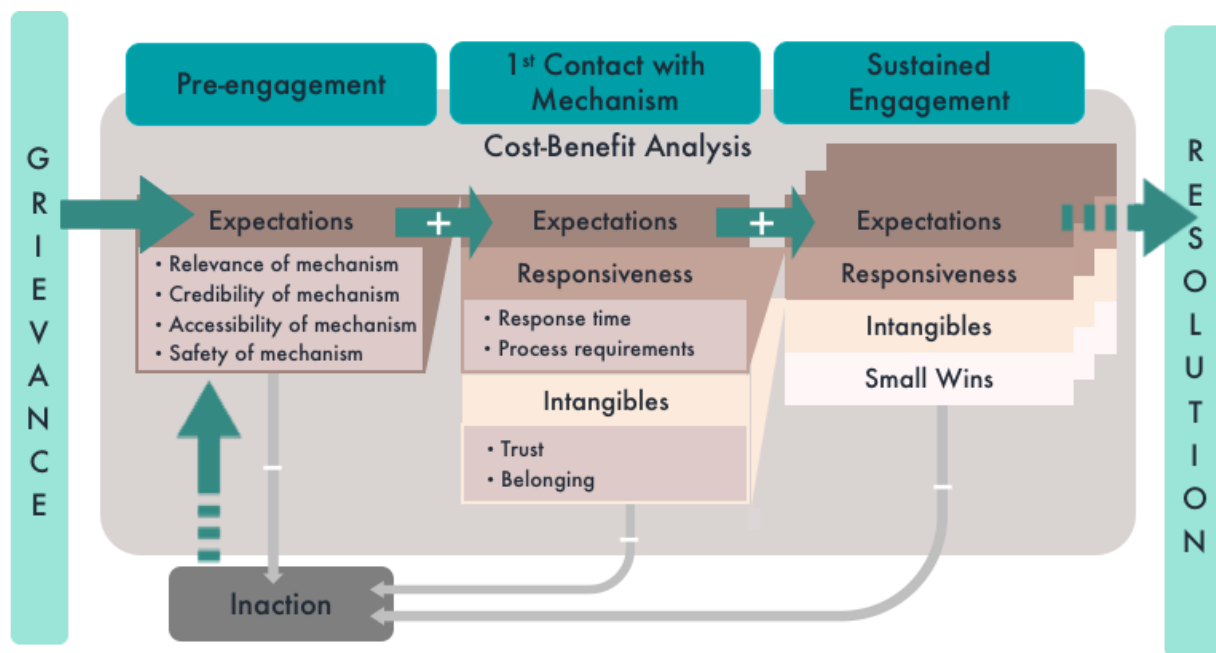 GRIEVANCE
Pre-engagement
1st Contact with
Mechanism
Sustained
Engagement
Cost-Benefit Analysis
Expectations
• Relevance of mechanism
• Credibility of mechanism
• Accessibility of mechanism
• Safety of mechanism
+
Expectations
Responsiveness
• Response time
• Process requirements
Intangibles
• Trust
• Belonging
+
Expectations
Responsiveness
Intangibles
Small Wins
–
–
–
Inaction
RESOLUTION